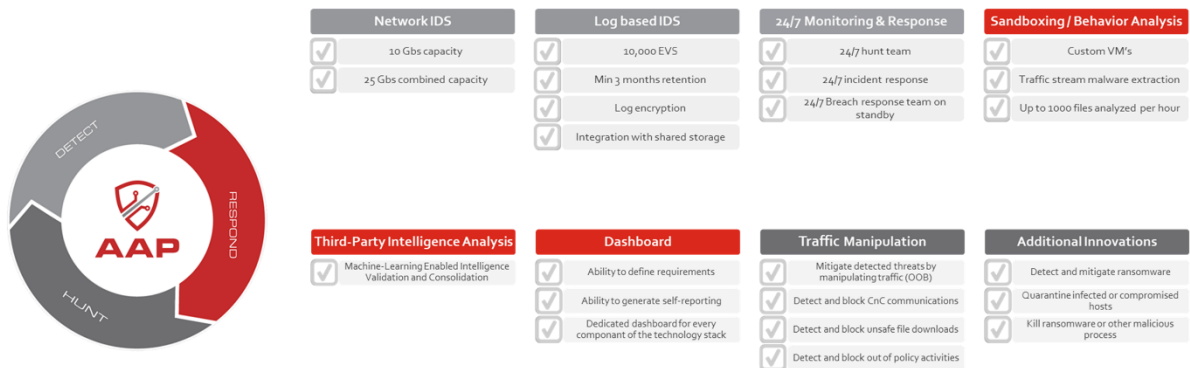 DETECT
RESPOND
HUNT
AAP
Network IDS
10 Gbs capacity
25 Gbs combined capacity
Log based IDS
10,000 EVS
Min 3 months retention
Log encryption
Integration with shared storage
24/7 Monitoring & Response
24/7 hunt team
24/7 incident response
24/7 Breach response team on
standby
Sandboxing / Behavior Analysis
Custom VM's
Traffic stream malware extraction
Up to 1000 files analyzed per hour
Third-Party Intelligence Analysis
Machine-Learning Enabled Intelligence
Validation and Consolidation
Dashboard
Ability to define requirements
Ability to generate self-reporting
Dedicated dashboard for every
componant of the technology stack
Traffic Manipulation
Mitigate detected threats by
manipulating traffic (OOB)
Detect and block CnC communications
Detect and block unsafe file downloads
Detect and block out of policy activities
Additional Innovations
Detect and mitigate ransomware
Quarantine infected or compromised
hosts
Kill ransomware or other malicious
process